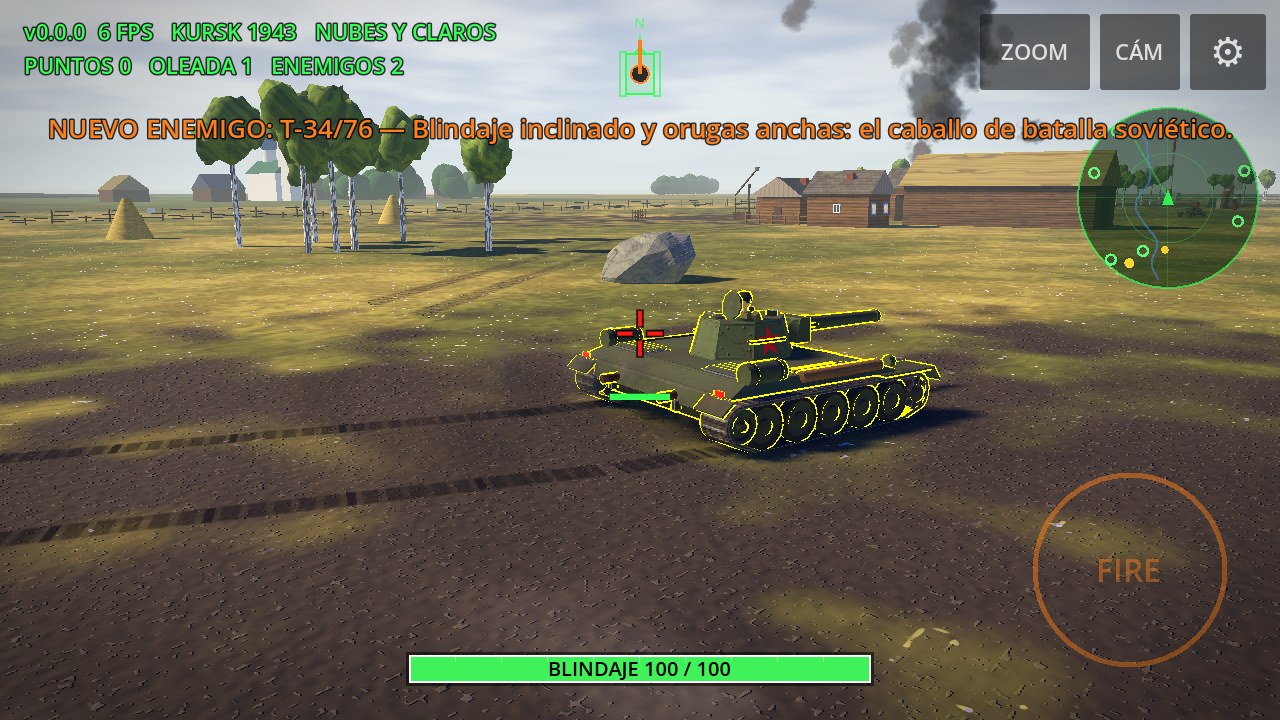 v0.0.0 6 FPS KURSK 1943 NUBES Y CLAROS
PUNTOS 0 OLEADA 1 ENEMIGOS 2
N
ZOOM
CÁM
NUEVO ENEMIGO: T-34/76 — Blindaje inclinado y orugas anchas: el caballo de batalla soviético.
FIRE
BLINDAJE 100 / 100